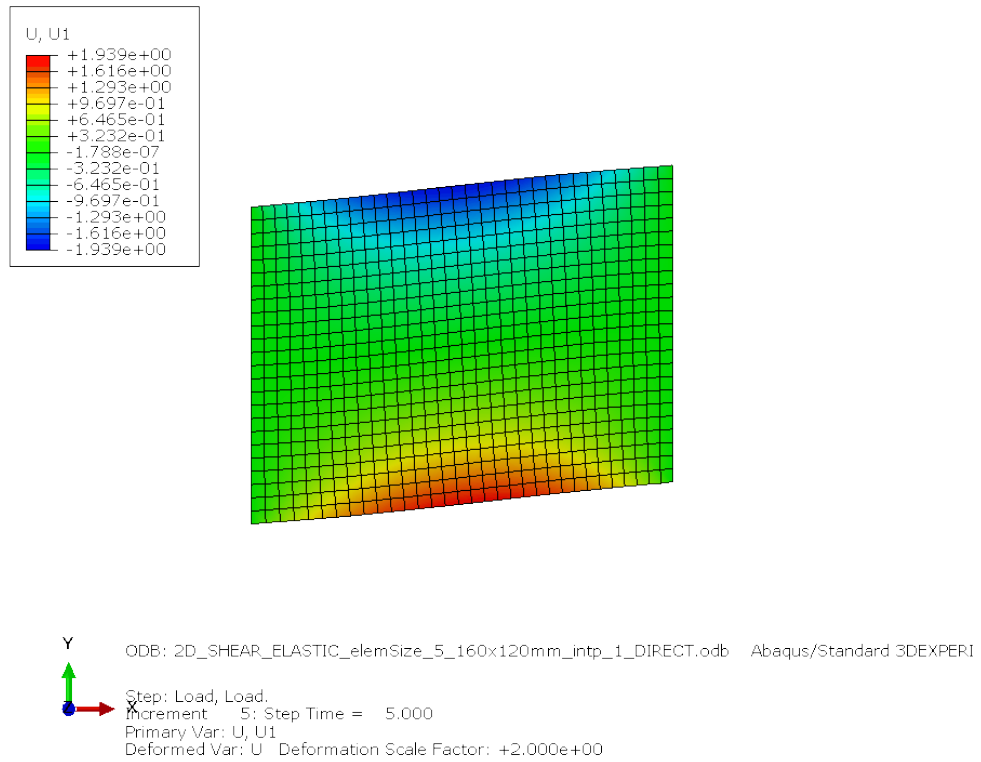 U, U1
+1.939e+00
+1.616e+00
+1.293e+00
+9.697e-01
+6.465e-01
+3.232e-01
-1.788e-07
-3.232e-01
-6.465e-01
-9.697e-01
-1.293e+00
-1.616e+00
-1.939e+00
Y
X
Z
ODB: 2D_SHEAR_ELASTIC_elemSize_5_160x120mm_intp_1_DIRECT.odb Abaqus/Standard 3DEXPERI
Step: Load, Load.
Increment 5: Step Time = 5.000
Primary Var: U, U1
Deformed Var: U Deformation Scale Factor: +2.000e+00